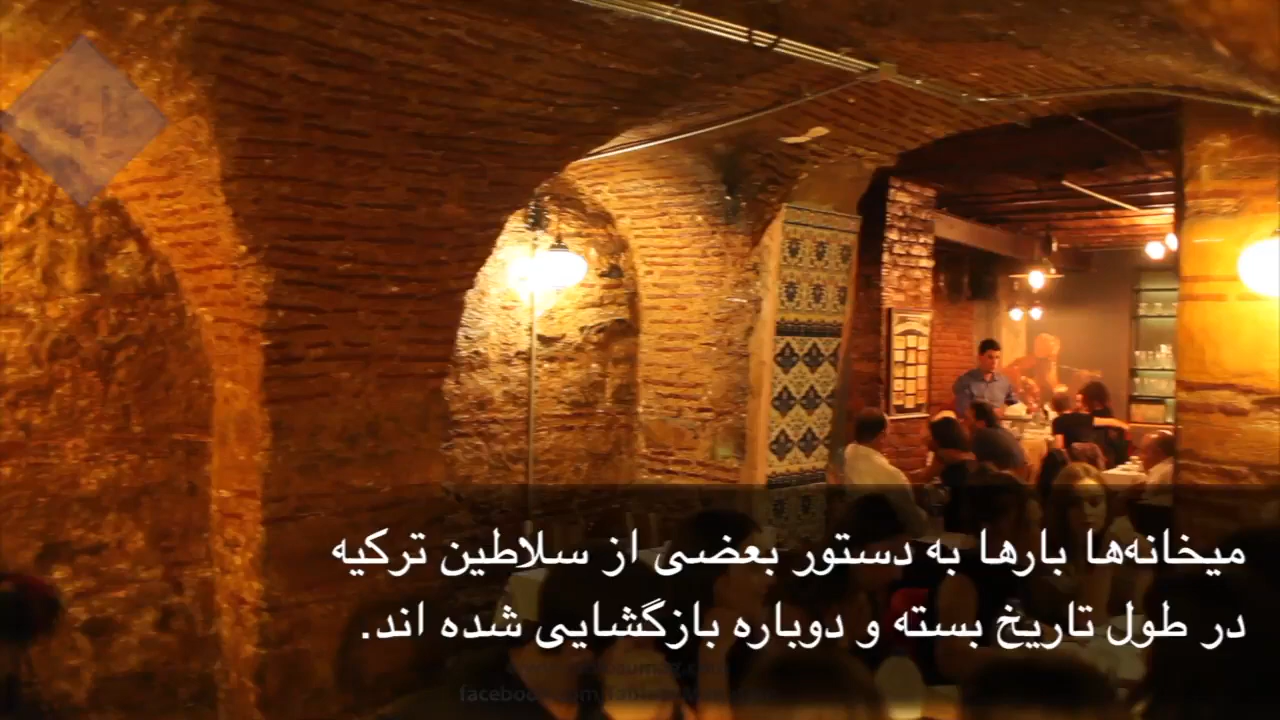 میخانه‌ها بارها به دستور بعضی از سلاطین ترکیه
در طول تاریخ بسته و دوباره بازگشایی شده اند.